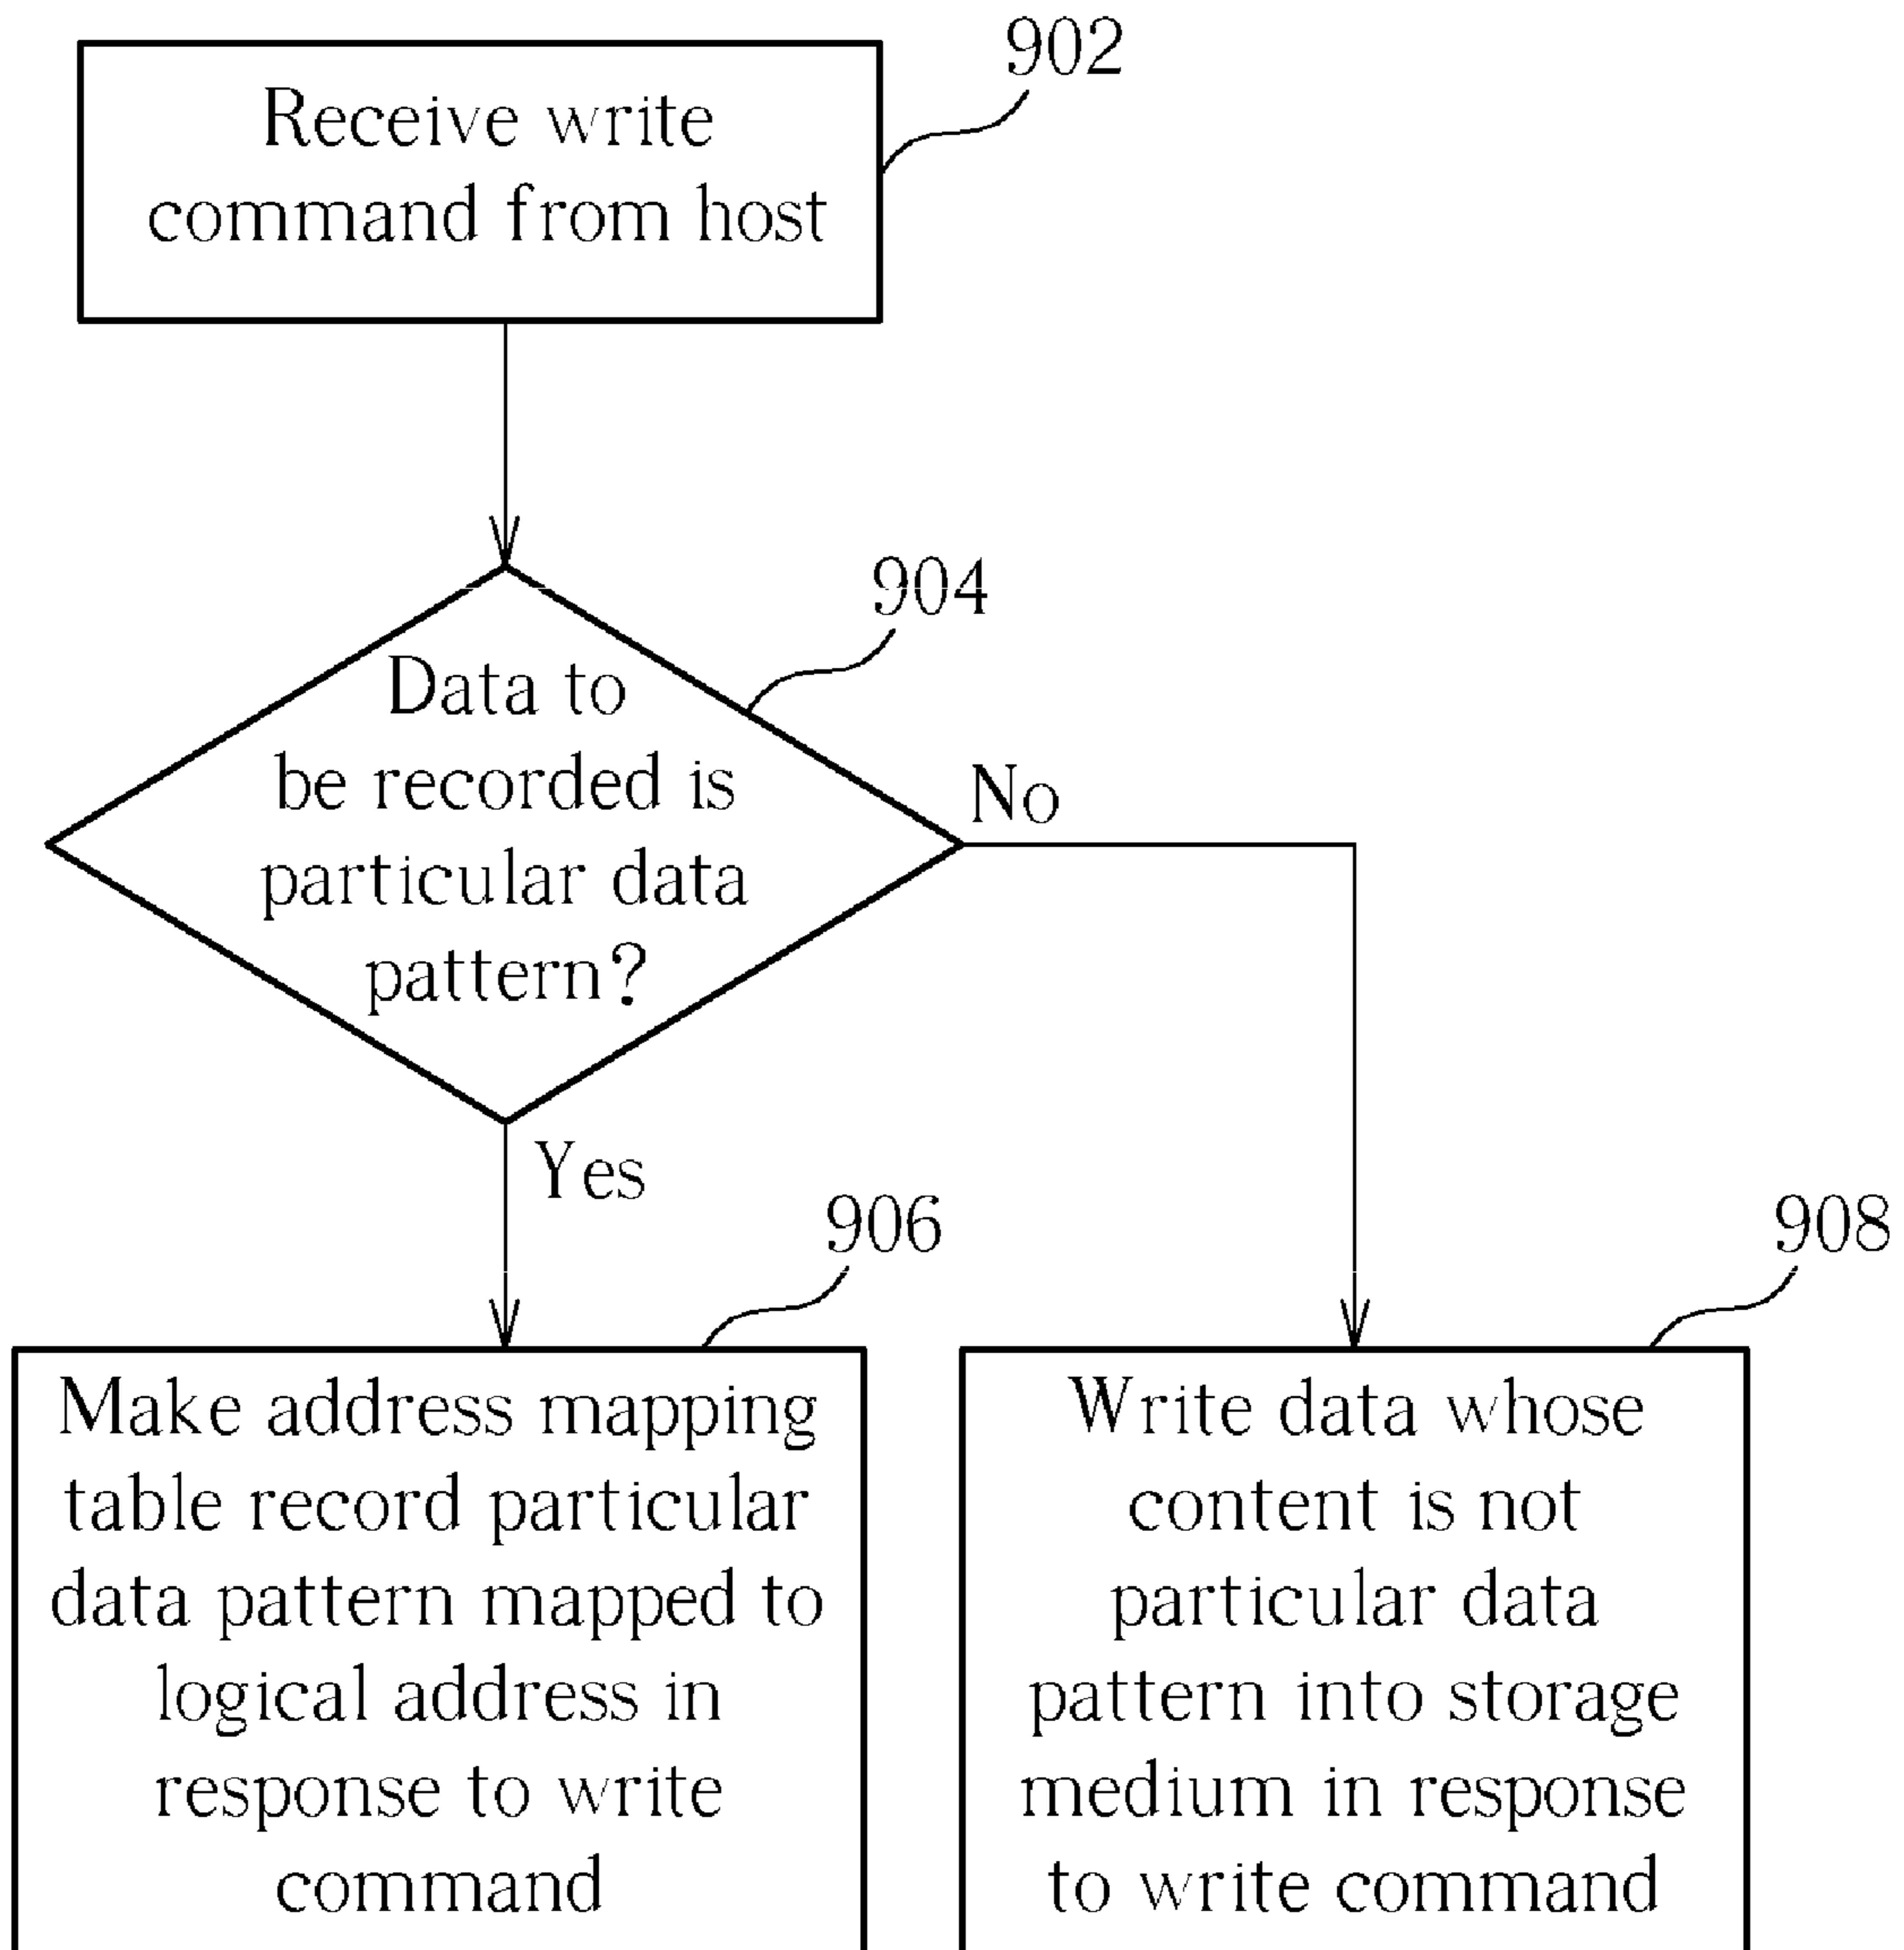 902
Receive write
command from host
904
Data to
be recorded is
particular data
pattern?
No
Yes
906
908
Make address mapping
table record particular
data pattern mapped to
logical address in
response to write
command
Write data whose
content is not
particular data
pattern into storage
medium in response
to write command